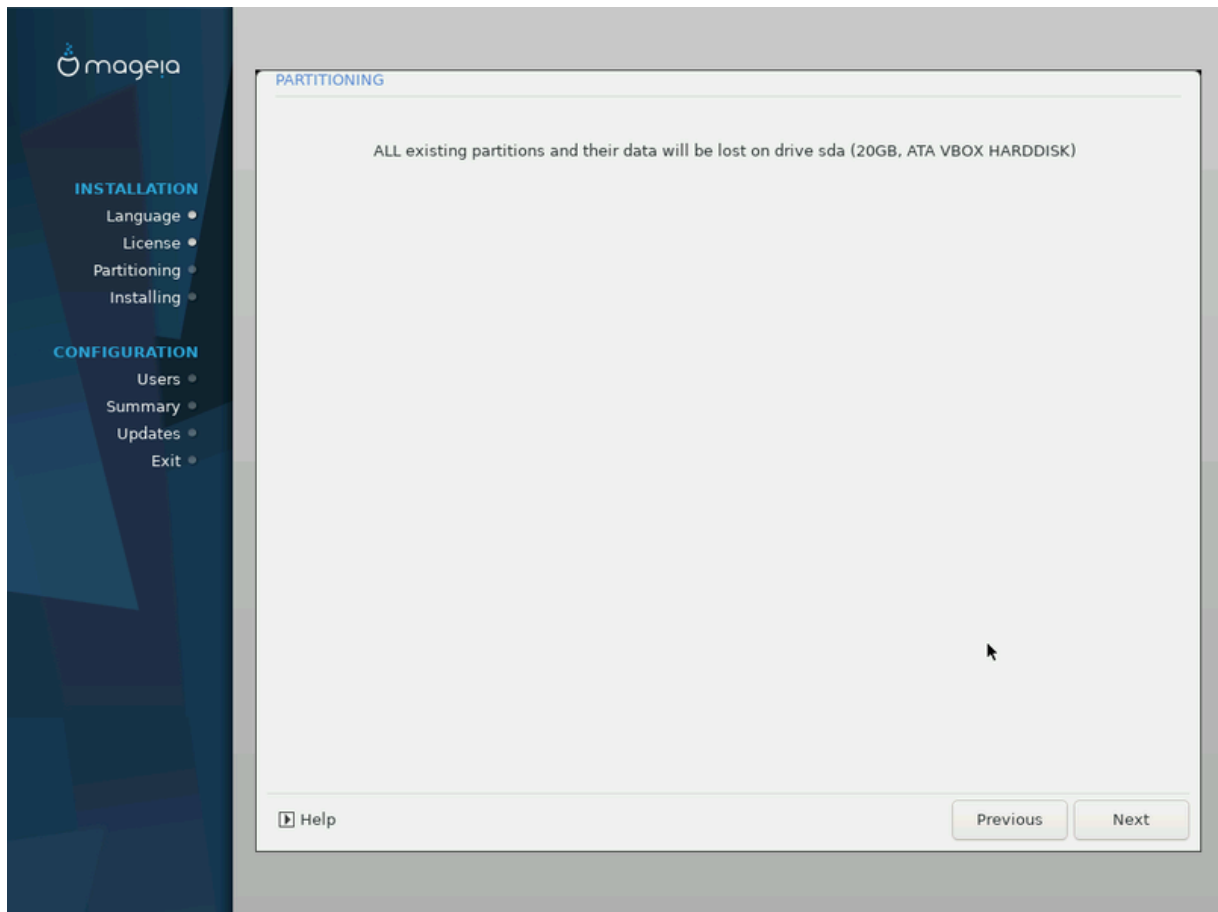 mageia
INSTALLATION
Language
License
Partitioning
Installing
CONFIGURATION
Users
Summary
Updates
Exit
PARTITIONING
ALL existing partitions and their data will be lost on drive sda (20GB, ATA VBOX HARDDISK)
Help
Previous
Next